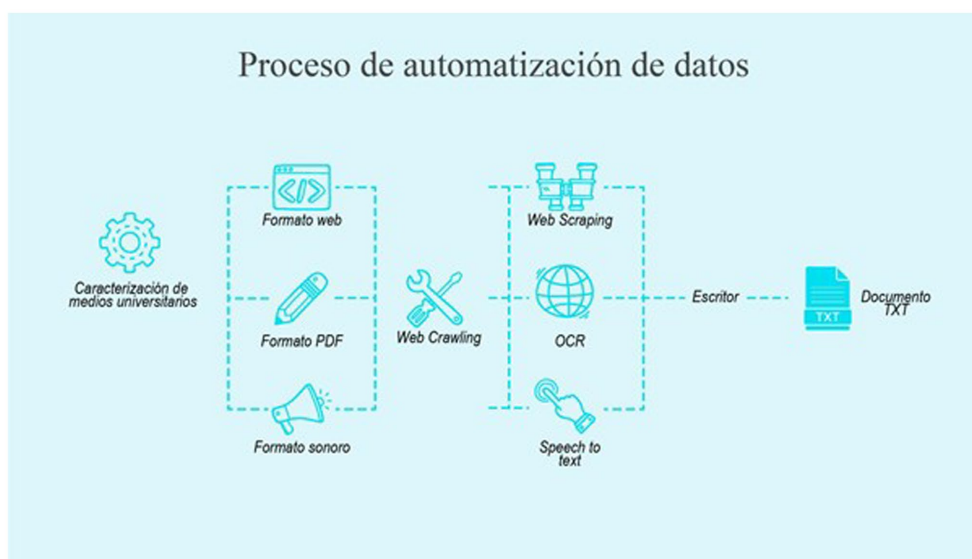 Proceso de automatización de datos
Caracterización de
medios universitarios
Formato web
Formato PDF
Formato sonoro
Web Crawling
Web Scraping
OCR
Speech to
text
Escritor
TXT
Documento
TXT